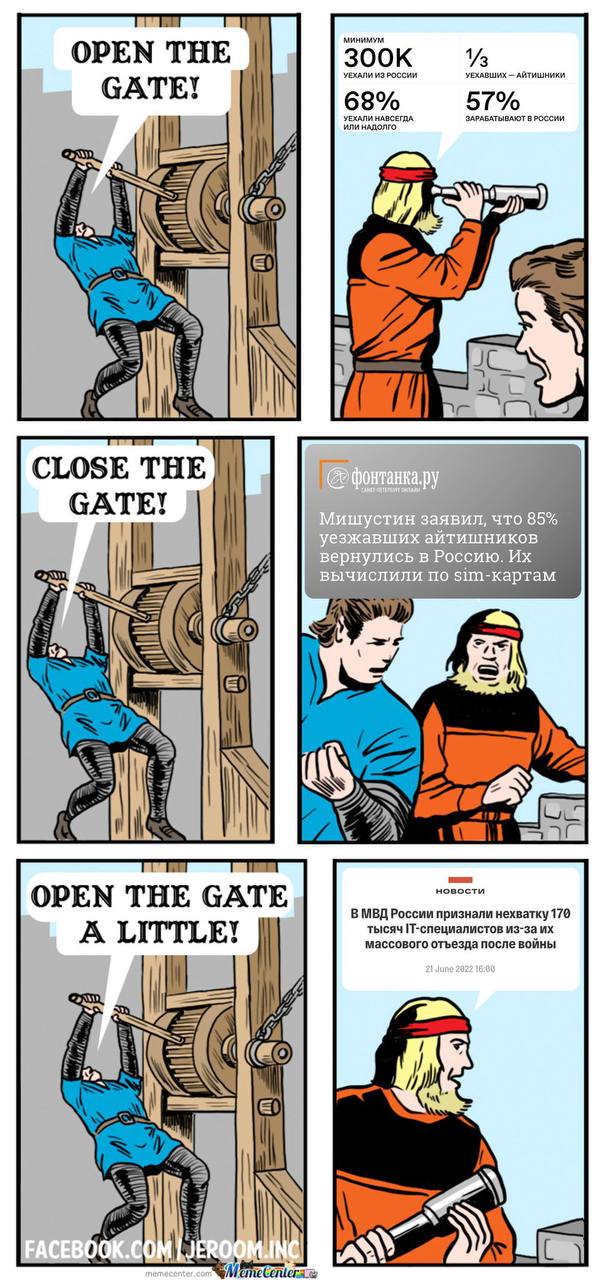 OPEN THE
GATE!
МИНИМУМ
300K
УЕХАЛИ ИЗ РОССИИ
⅓
УЕХАВШИХ — АЙТИШНИКИ
68%
УЕХАЛИ НАВСЕГДА
ИЛИ НАДОЛГО
57%
ЗАРАБАТЫВАЮТ В РОССИИ
CLOSE THE
GATE!
фонтанка.ру
САНКТ-ПЕТЕРБУРГ ОНЛАЙН
Мишустин заявил, что 85%
уезжавших айтишников
вернулись в Россию. Их
вычислили по sim-картам
OPEN THE GATE
A LITTLE!
НОВОСТИ
В МВД России признали нехватку 170
тысяч IT-специалистов из-за их
массового отъезда после войны
21 June 2022 16:00
FACEBOOK.COM/JEROOM.INC
memecenter.com MemeCenter